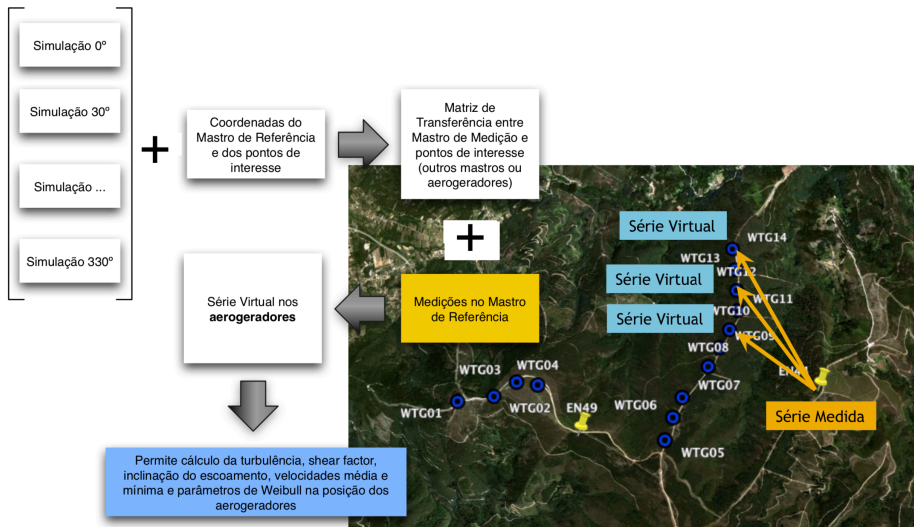 Simulação 0º
Simulação 30º
Simulação ...
Simulação 330º
+
Coordenadas do
Mastro de Referência
e dos pontos de
interesse
Matriz de
Transferência entre
Mastro de Medição e
pontos de interesse
(outros mastros ou
aerogeradores)
+
Medições no Mastro
de Referência
Série Virtual nos
aerogeradores
Permite cálculo da turbulência, shear factor,
inclinação do escoamento, velocidades média e
mínima e parâmetros de Weibull na posição dos
aerogeradores
Série Virtual
WTG14
WTG13
Série Virtual
WTG12
WTG11
Série Virtual
WTG10
WTG09
WTG08
WTG03
WTG04
WTG07
WTG01
WTG02
EN49
WTG06
Série Medida
WTG05